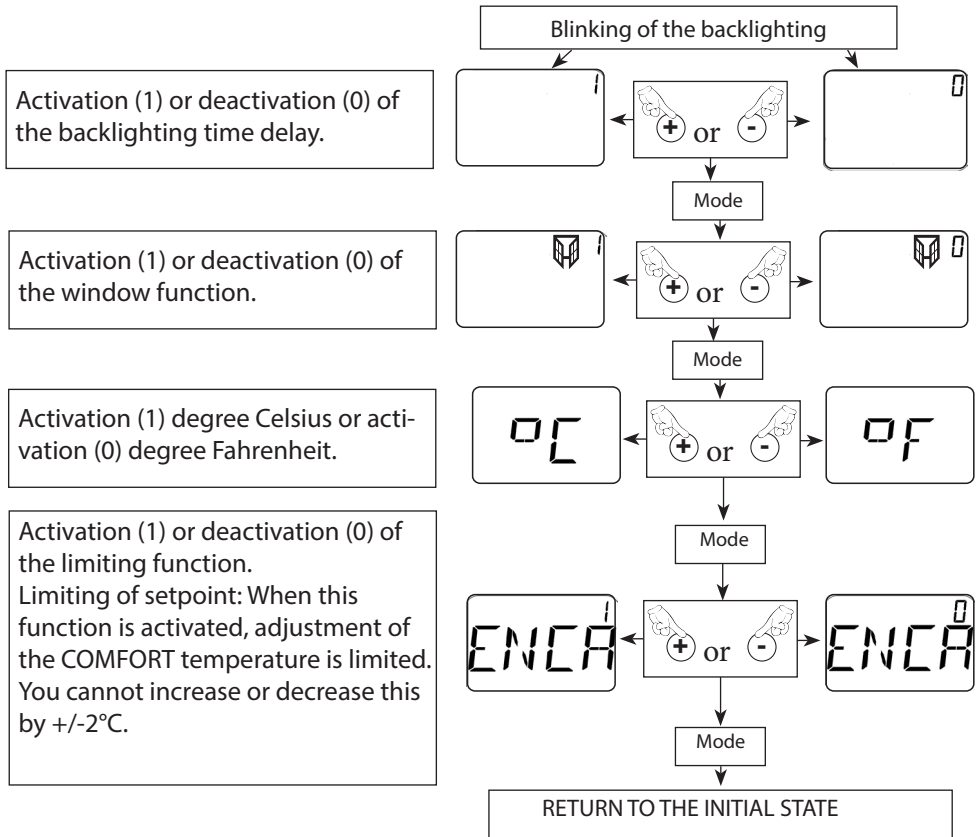 Blinking of the backlighting
Activation (1) or deactivation (0) of
the backlighting time delay.
1
+ or -
0
Mode
Activation (1) or deactivation (0) of
the window function.
1
+ or -
0
Mode
Activation (1) degree Celsius or acti-
vation (0) degree Fahrenheit.
°C
+ or -
°F
Mode
Activation (1) or deactivation (0) of
the limiting function.
Limiting of setpoint: When this
function is activated, adjustment of
the COMFORT temperature is limited.
You cannot increase or decrease this
by +/-2°C.
1
ENCA
+ or -
0
ENCA
Mode
RETURN TO THE INITIAL STATE